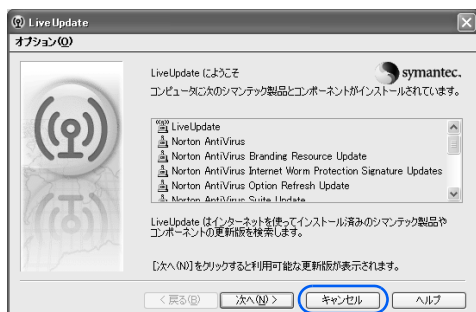 LiveUpdate
オプション(O)
LiveUpdate にようこそ
symantec.
コンピュータに次のシマンテック製品とコンポーネントがインストールされています。
LiveUpdate
Norton AntiVirus
Norton AntiVirus Branding Resource Update
Norton AntiVirus Internet Worm Protection Signature Updates
Norton AntiVirus Option Refresh Update
Norton AntiVirus Suite Update
LiveUpdate はインターネットを使ってインストール済みのシマンテック製品や
コンポーネントの更新版を検索します。
[次へ(N)]をクリックすると利用可能な更新版が表示されます。
< 戻る(B) 次へ(N) > キャンセル ヘルプ